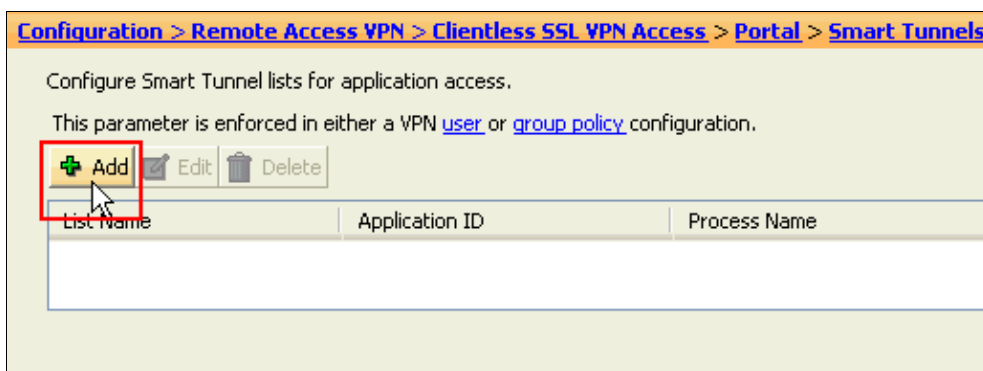 Configuration > Remote Access VPN > Clientless SSL VPN Access > Portal > Smart Tunnels
Configure Smart Tunnel lists for application access.
This parameter is enforced in either a VPN user or group policy configuration.
Add Edit Delete
List Name Application ID Process Name